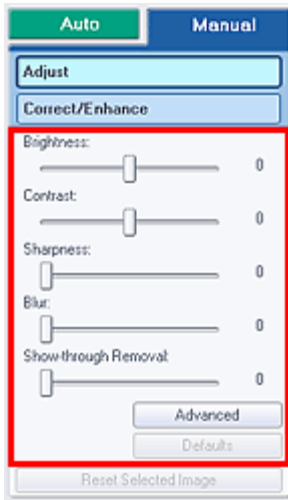 Auto Manual
Adjust
Correct/Enhance
Brightness:
0
Contrast:
0
Sharpness:
0
Blur:
0
Show-through Removal:
0
Advanced
Defaults
Reset Selected Image